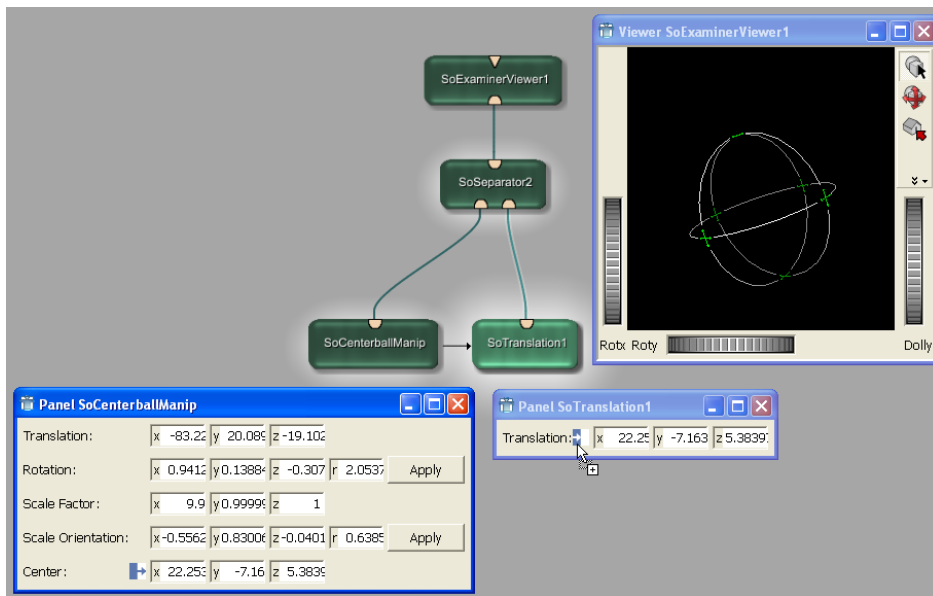 Viewer SoExaminerViewer1
SoExaminerViewer1
SoSeparator2
SoCenterballManip
SoTranslation1
Rotx Roty Dolly
Panel SoCenterballManip
Translation: x -83.22 y 20.089 z -19.102
Rotation: x 0.9412 y 0.13884 z -0.307 r 2.0537 Apply
Scale Factor: x 9.9 y 0.99999 z 1
Scale Orientation: x -0.5562 y 0.83006 z -0.0401 r 0.6385 Apply
Center: x 22.253 y -7.16 z 5.3839
Panel SoTranslation1
Translation: x 22.25 y -7.163 z 5.3839